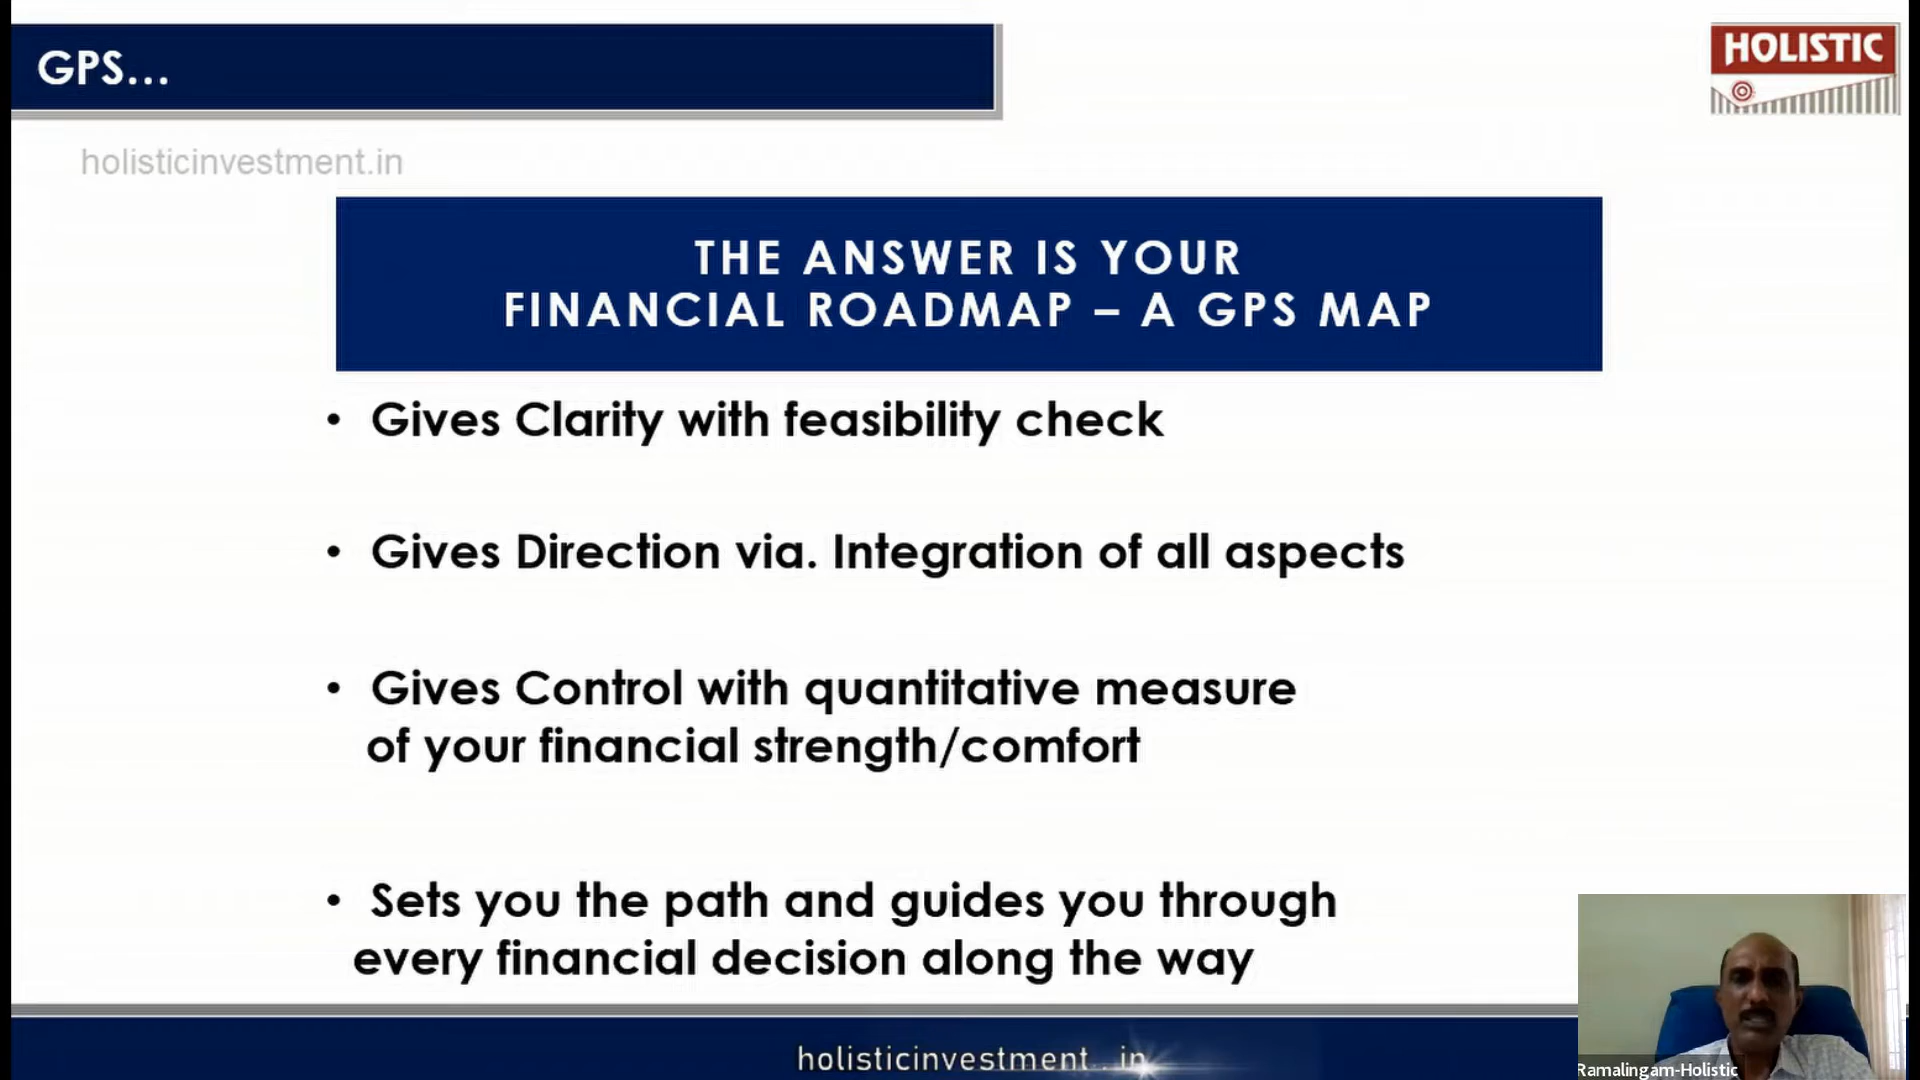 GPS...
HOLISTIC
holisticinvestment.in
THE ANSWER IS YOUR
FINANCIAL ROADMAP – A GPS MAP
• Gives Clarity with feasibility check
• Gives Direction via. Integration of all aspects
• Gives Control with quantitative measure
of your financial strength/comfort
• Sets you the path and guides you through
every financial decision along the way
holisticinvestment . in
Ramalingam-Holistic